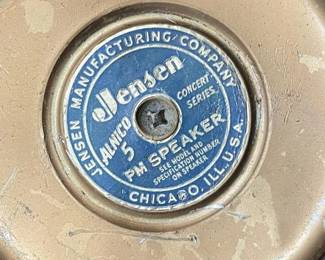 JENSEN MANUFACTURING COMPANY
Jensen
CONCERT
SERIES
ALNICO
5
PM SPEAKER
SEE MODEL AND
SPECIFICATION NUMBER
ON SPEAKER
CHICAGO, ILL., U.S.A.